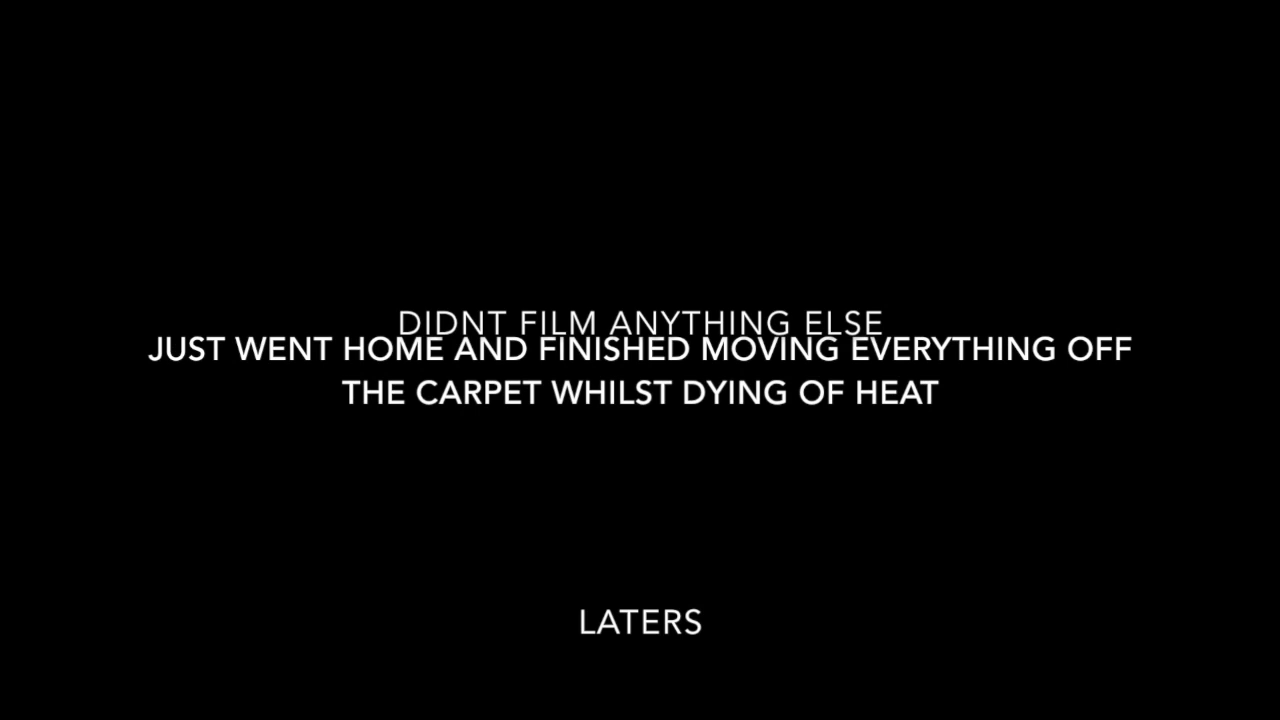 DIDNT FILM ANYTHING ELSE
JUST WENT HOME AND FINISHED MOVING EVERYTHING OFF
THE CARPET WHILST DYING OF HEAT
LATERS